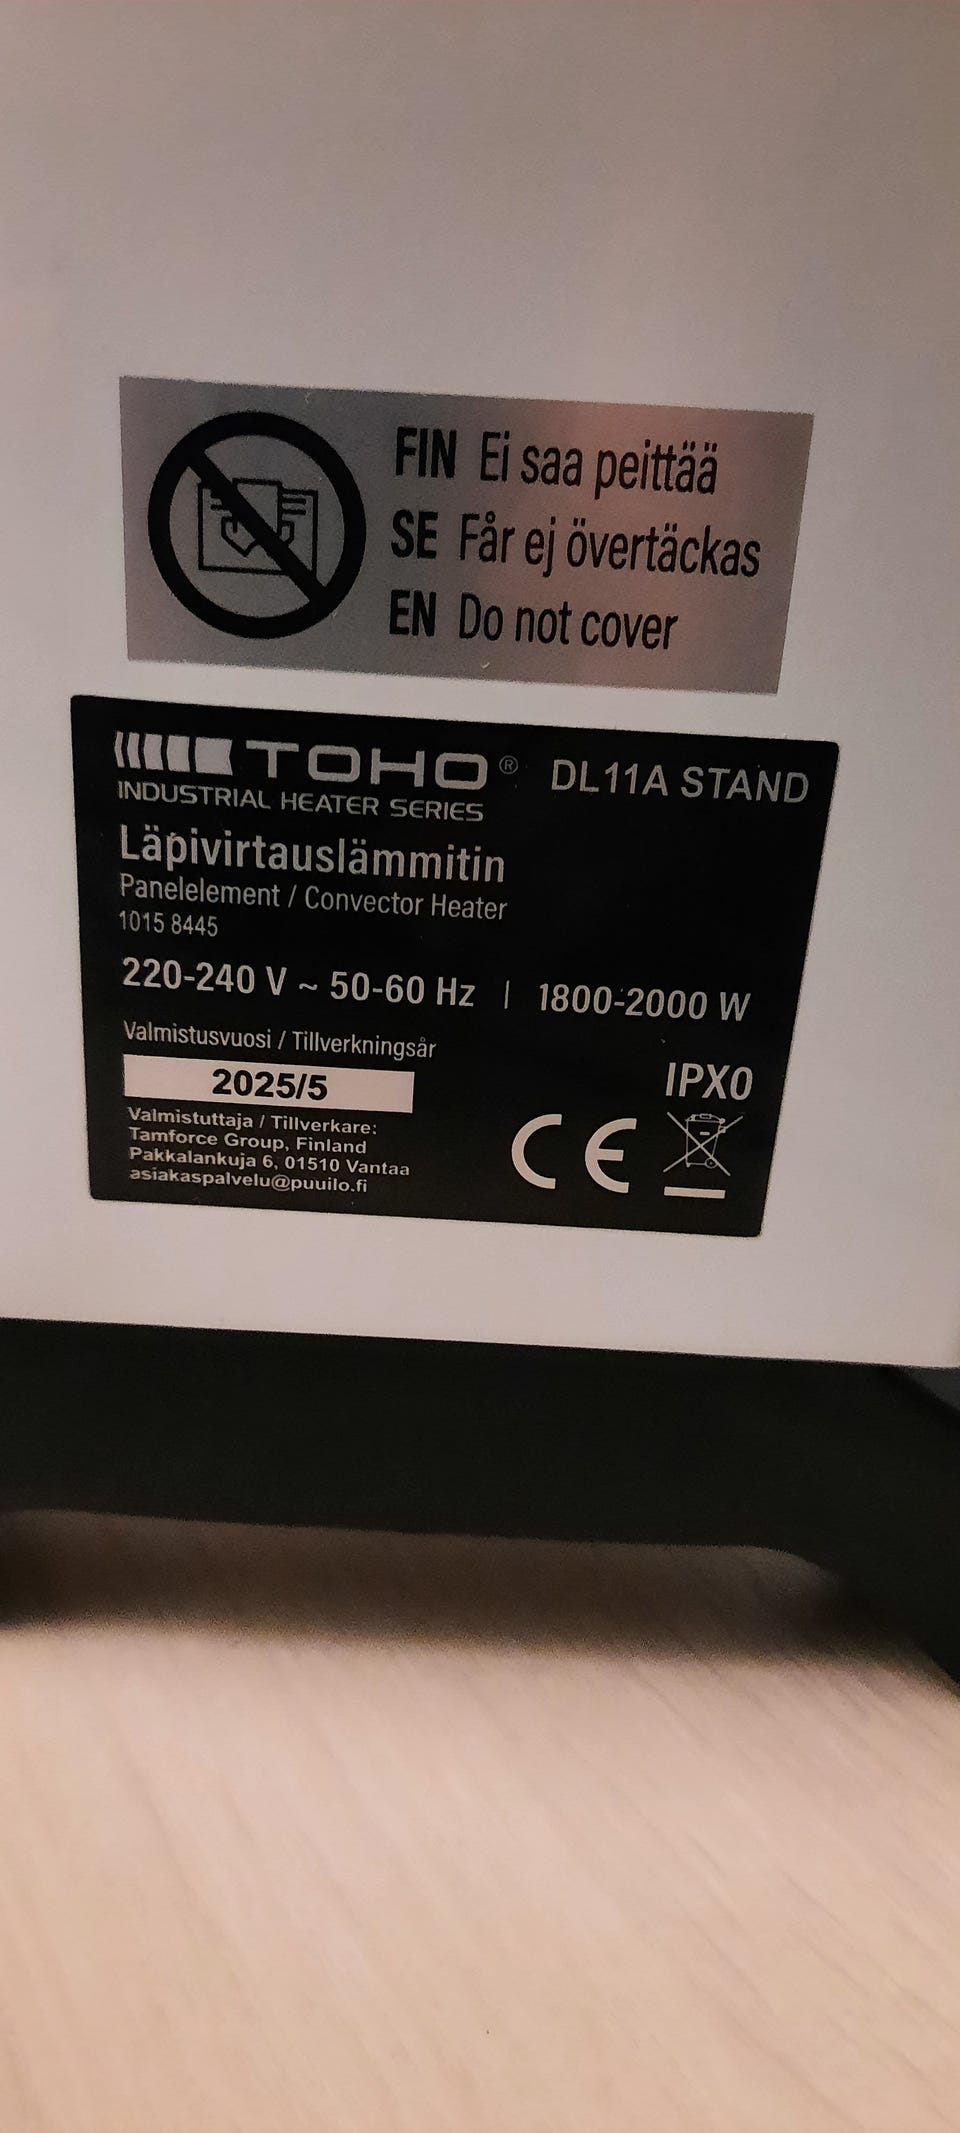 FIN Ei saa peittää
SE Får ej övertäckas
EN Do not cover
TOHO® DL11A STAND
INDUSTRIAL HEATER SERIES
Läpivirtauslämmitin
Panelelement / Convector Heater
1015 8445
220-240 V ~ 50-60 Hz | 1800-2000 W
Valmistusvuosi / Tillverkningsår
2025/5
IPX0
Valmistuttaja / Tillverkare:
Tamforce Group, Finland
Pakkalankuja 6, 01510 Vantaa
asiakaspalvelu@puuilo.fi
CE